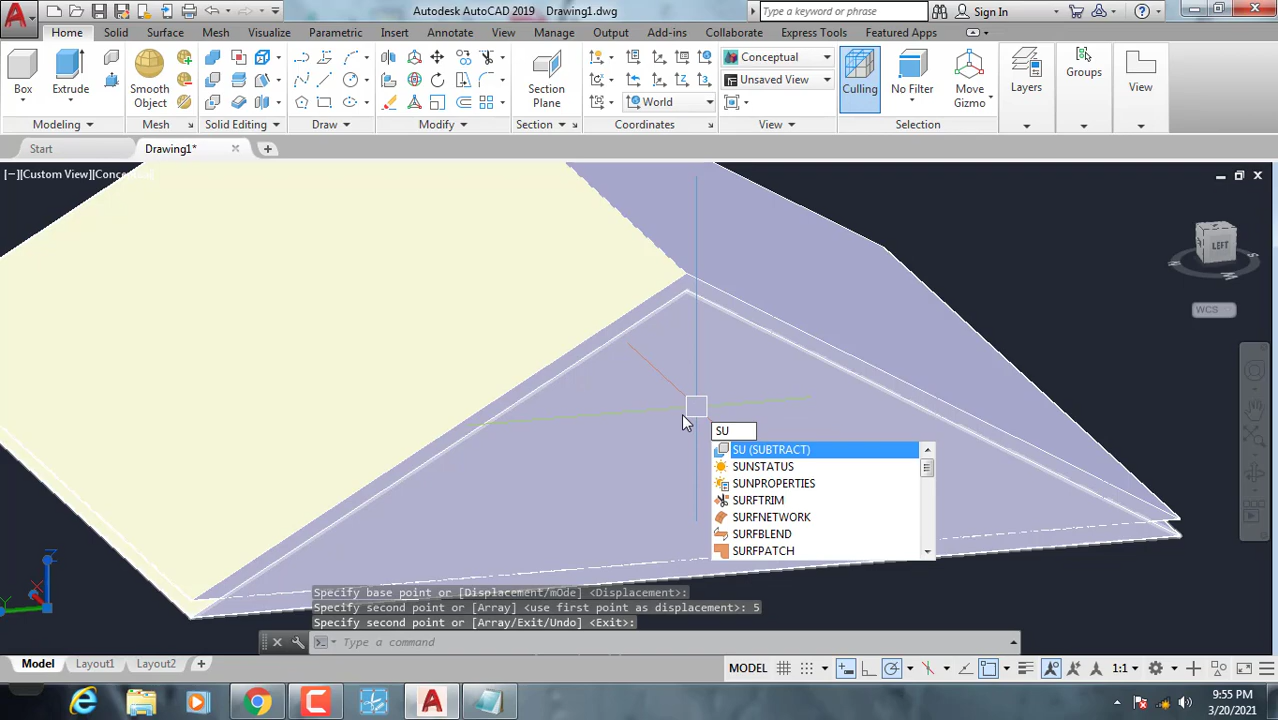 Autodesk AutoCAD 2019 Drawing1.dwg
Type a keyword or phrase
Sign In
Home Solid Surface Mesh Visualize Parametric Insert Annotate View Manage Output Add-ins Collaborate Express Tools Featured Apps
Box
Extrude
Smooth
Object
Section
Plane
World
Conceptual
Unsaved View
Culling
No Filter
Move
Gizmo
Layers
Groups
View
Modeling
Mesh
Solid Editing
Draw
Modify
Section
Coordinates
View
Selection
Start
Drawing1*
[−][Custom View][Conceptual]
LEFT
WCS
SU
SU (SUBTRACT)
SUNSTATUS
SUNPROPERTIES
SURFTRIM
SURFNETWORK
SURFBLEND
SURFPATCH
Z
Y
Specify base point or [Displacement/mOde] <Displacement>:
Specify second point or [Array] <use first point as displacement>: 5
Specify second point or [Array/Exit/Undo] <Exit>:
Type a command
Model Layout1 Layout2
MODEL
1:1
9:55 PM
3/20/2021